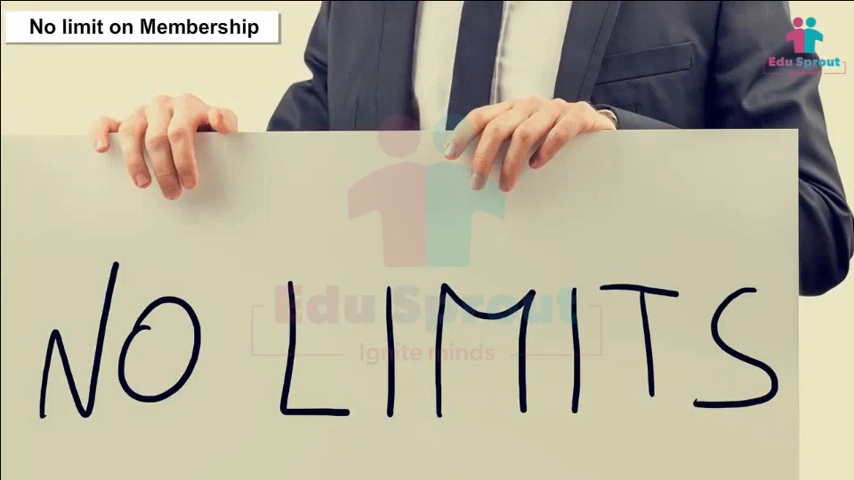 No limit on Membership
Edu Sprout
NO LIMITS
Edu Sprout
Ignite minds